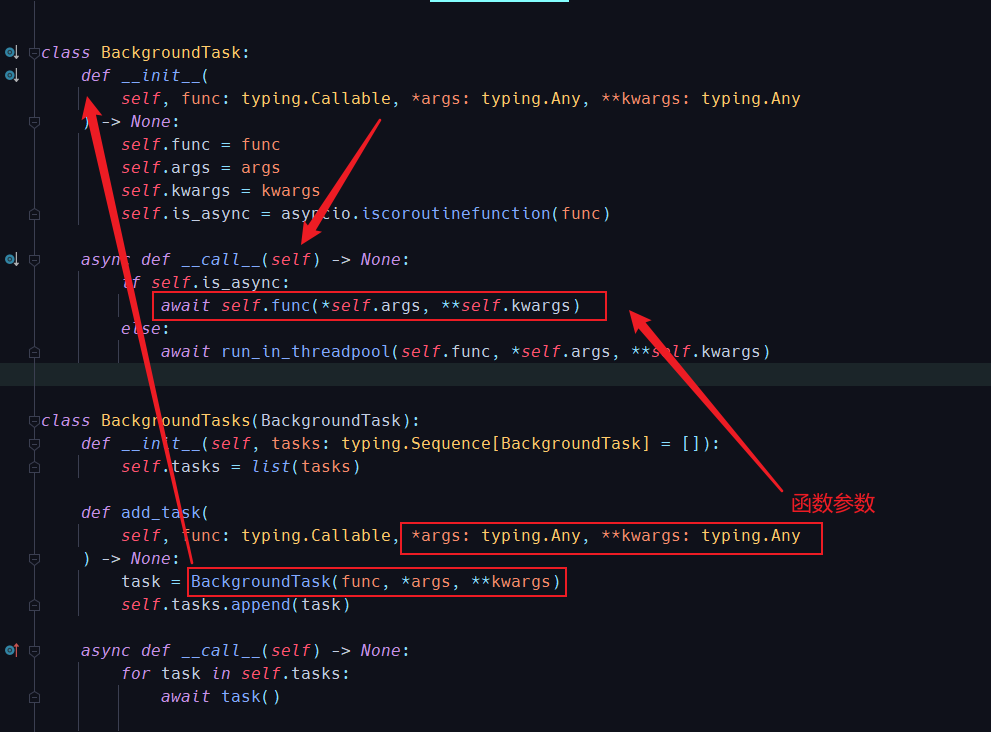 class BackgroundTask:
    def __init__(
        self, func: typing.Callable, *args: typing.Any, **kwargs: typing.Any
    ) -> None:
        self.func = func
        self.args = args
        self.kwargs = kwargs
        self.is_async = asyncio.iscoroutinefunction(func)
    async def __call__(self) -> None:
        if self.is_async:
            await self.func(*self.args, **self.kwargs)
        else:
            await run_in_threadpool(self.func, *self.args, **self.kwargs)
class BackgroundTasks(BackgroundTask):
    def __init__(self, tasks: typing.Sequence[BackgroundTask] = []):
        self.tasks = list(tasks)
函数参数
    def add_task(
        self, func: typing.Callable, *args: typing.Any, **kwargs: typing.Any
    ) -> None:
        task = BackgroundTask(func, *args, **kwargs)
        self.tasks.append(task)
    async def __call__(self) -> None:
        for task in self.tasks:
            await task()